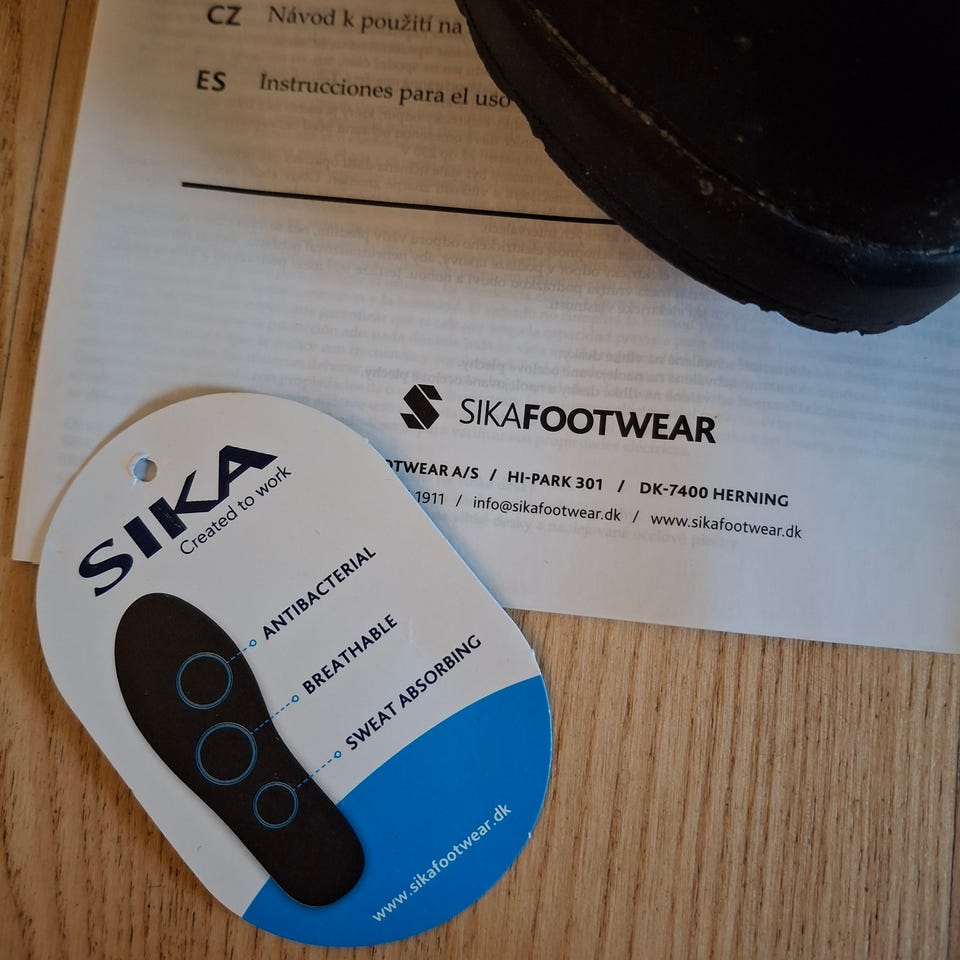 CZ Návod k použití na
ES Instrucciones para el uso
SIKAFOOTWEAR
OTWEAR A/S / HI-PARK 301 / DK-7400 HERNING
1911 / info@sikafootwear.dk / www.sikafootwear.dk
SIKA
Created to work
ANTIBACTERIAL
BREATHABLE
SWEAT ABSORBING
www.sikafootwear.dk